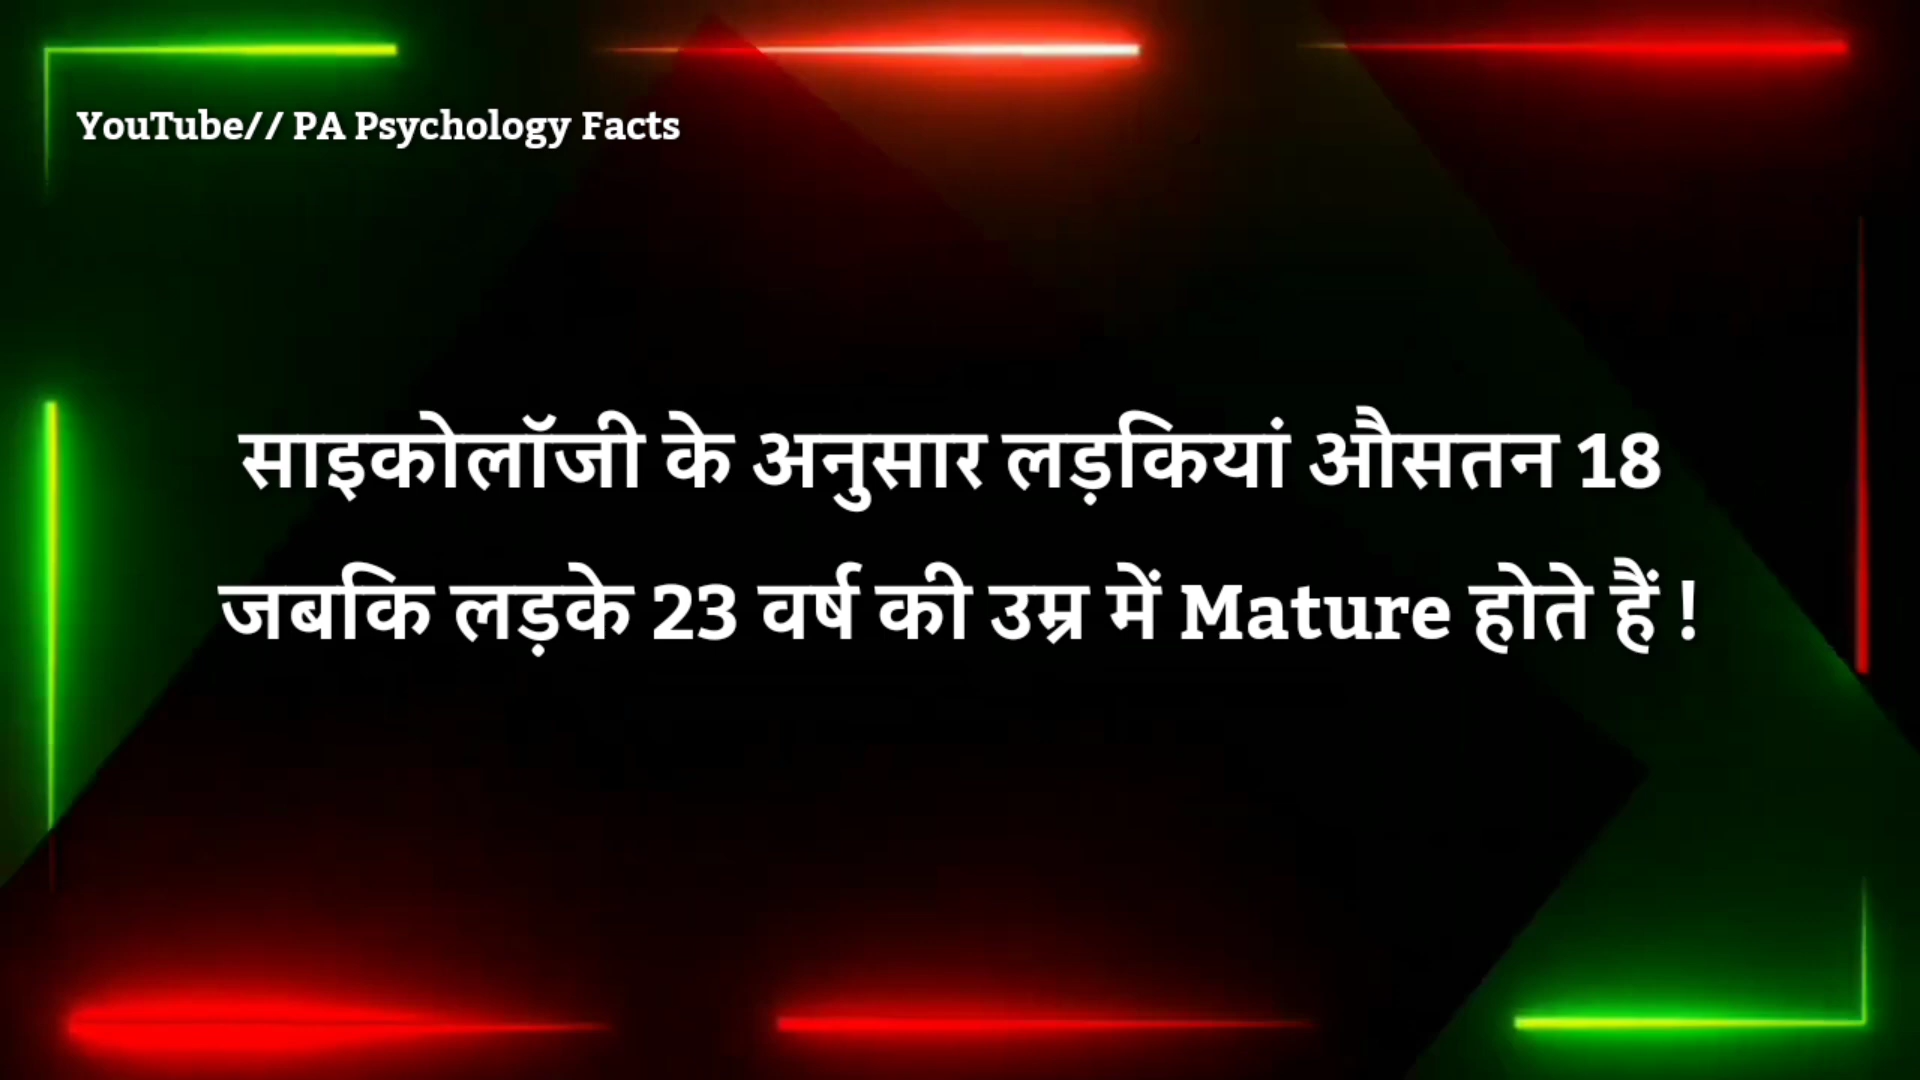 YouTube// PA Psychology Facts
साइकोलॉजी के अनुसार लड़कियां औसतन 18
जबकि लड़के 23 वर्ष की उम्र में Mature होते हैं !